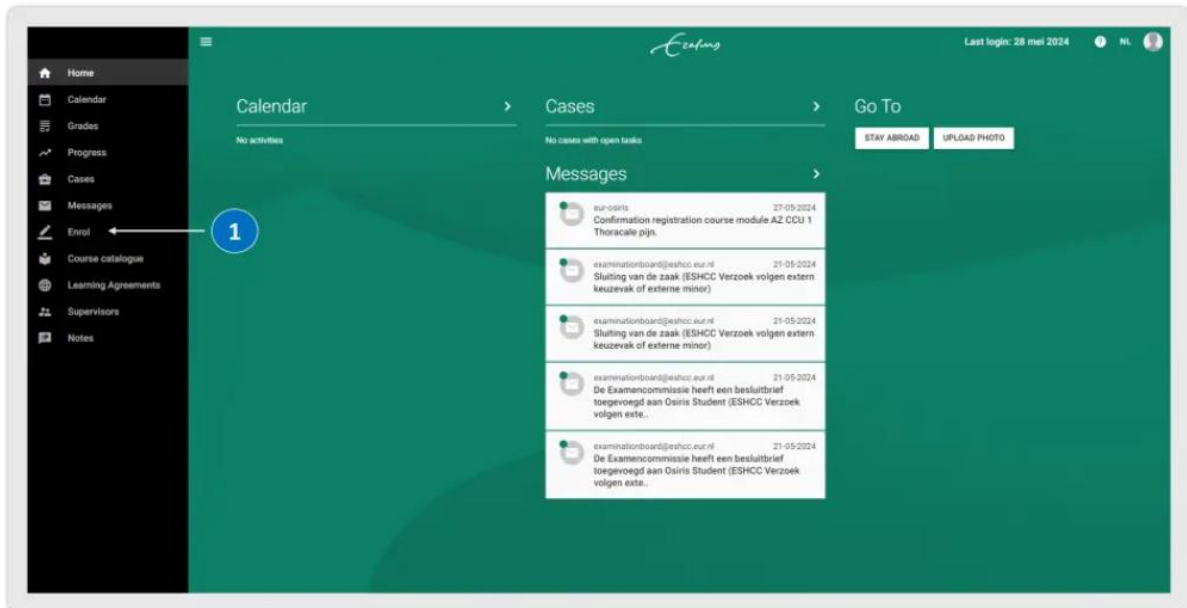 Erasmus
Last login: 28 mei 2024
NL
Home
Calendar
Grades
Progress
Cases
Messages
Enrol
Course catalogue
Learning Agreements
Supervisors
Notes
1
Calendar
No activities
Cases
No cases with open tasks
Messages
eur-osiris 27-05-2024
Confirmation registration course module AZ CCU 1
Thoracale pijn.
examinationboard@eshcc.eur.nl 21-05-2024
Sluiting van de zaak (ESHCC Verzoek volgen extern
keuzevak of externe minor)
examinationboard@eshcc.eur.nl 21-05-2024
Sluiting van de zaak (ESHCC Verzoek volgen extern
keuzevak of externe minor)
examinationboard@eshcc.eur.nl 21-05-2024
De Examencommissie heeft een besluitbrief
toegevoegd aan Osiris Student (ESHCC Verzoek
volgen exte..
examinationboard@eshcc.eur.nl 21-05-2024
De Examencommissie heeft een besluitbrief
toegevoegd aan Osiris Student (ESHCC Verzoek
volgen exte..
Go To
STAY ABROAD UPLOAD PHOTO